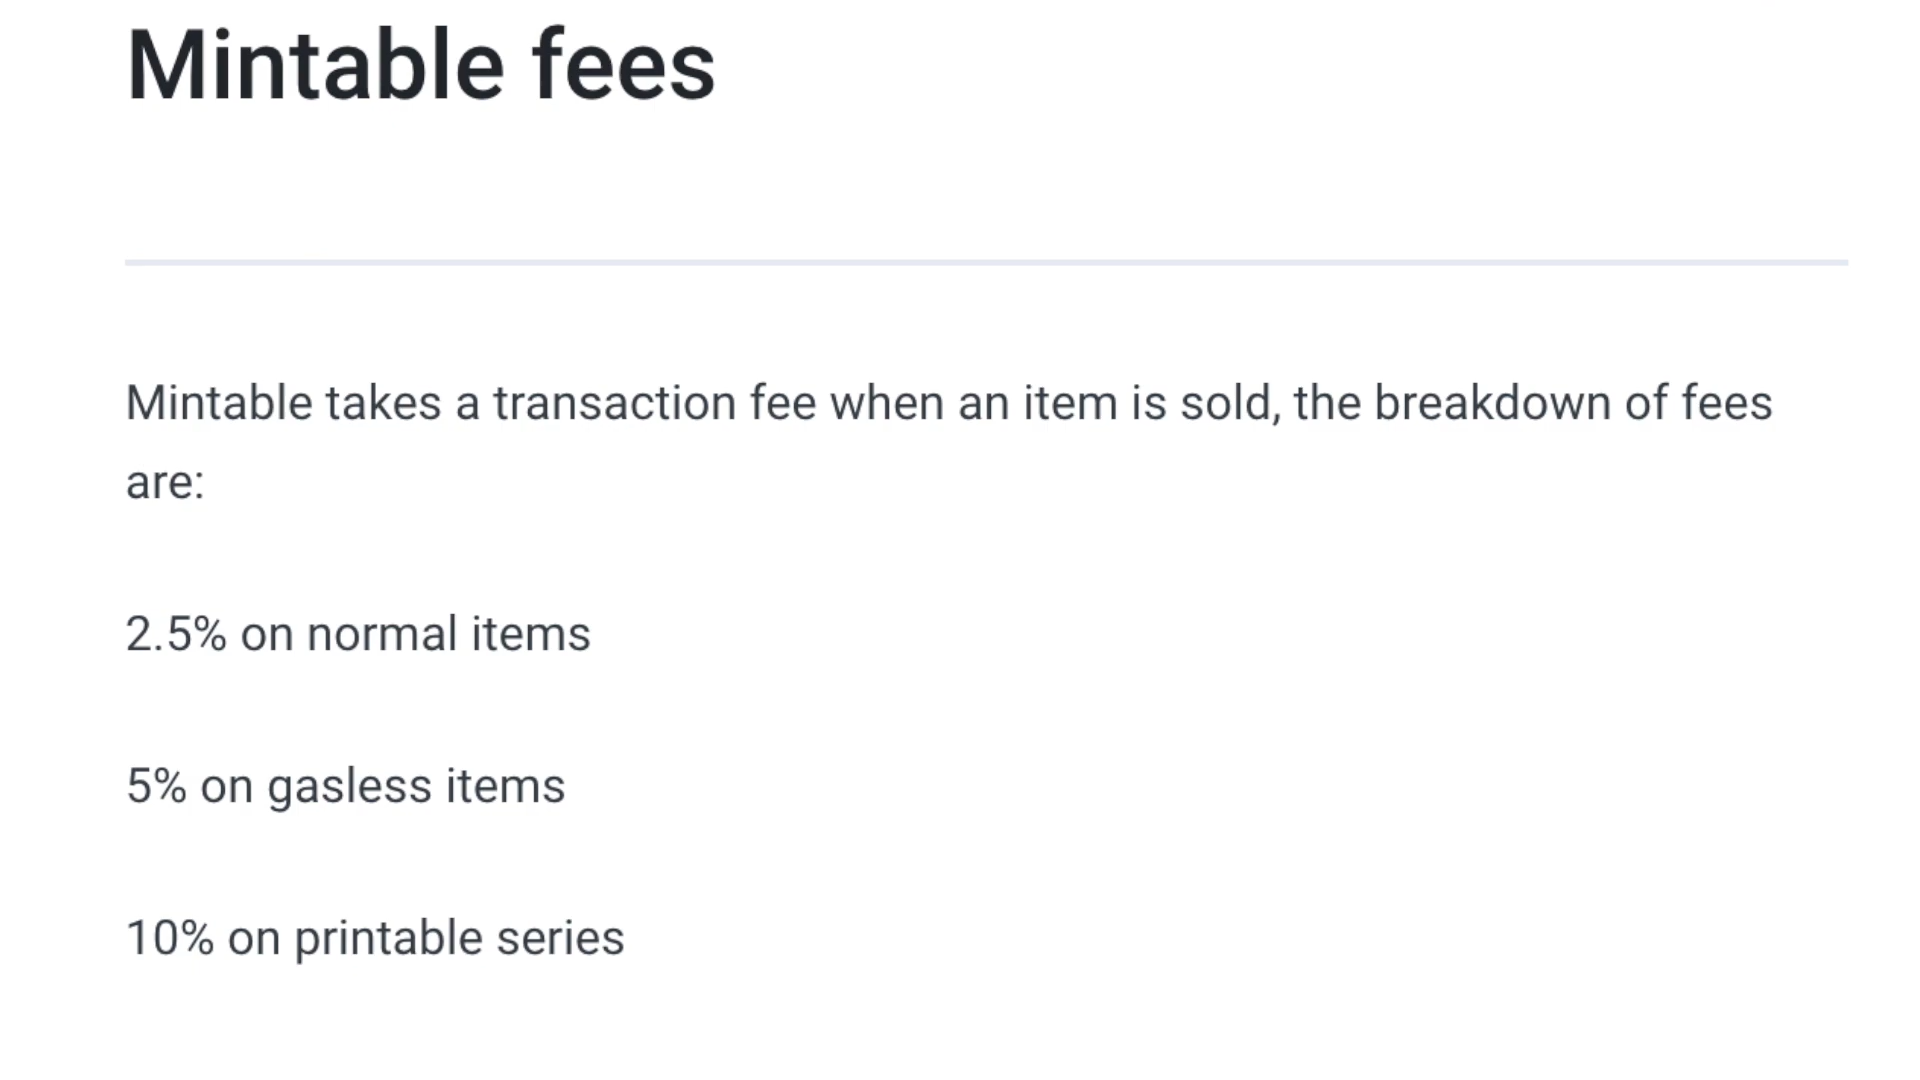 Mintable fees
Mintable takes a transaction fee when an item is sold, the breakdown of fees
are:
2.5% on normal items
5% on gasless items
10% on printable series